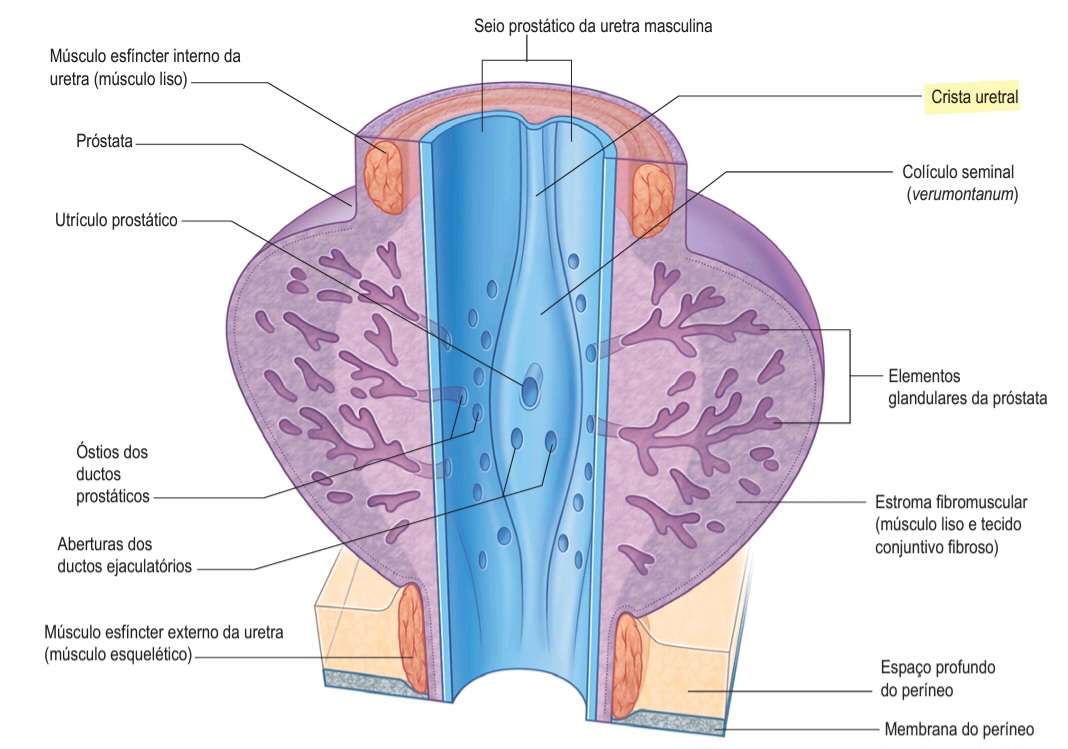 Seio prostático da uretra masculina
Músculo esfíncter interno da
uretra (músculo liso)
Crista uretral
Próstata
Colículo seminal
(verumontanum)
Utrículo prostático
Elementos
glandulares da próstata
Óstios dos
ductos
prostáticos
Estroma fibromuscular
(músculo liso e tecido
conjuntivo fibroso)
Aberturas dos
ductos ejaculatórios
Músculo esfíncter externo da uretra
(músculo esquelético)
Espaço profundo
do períneo
Membrana do períneo